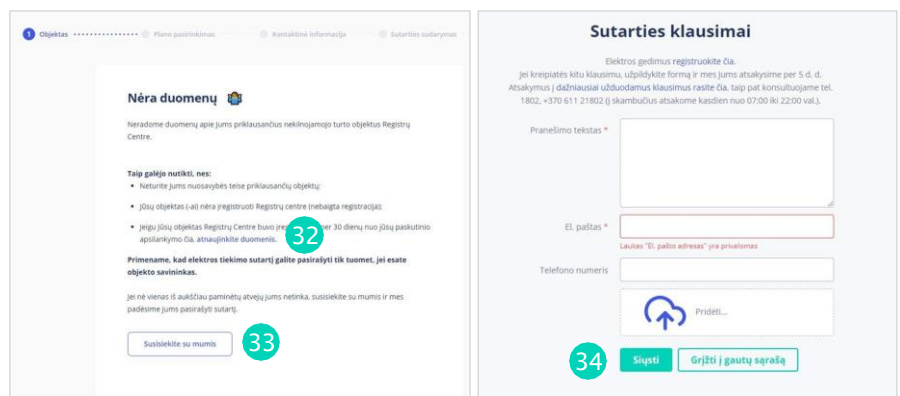 1 Objektas Plano pasirinkimas Kontaktinė informacija Sutarties sudarymas
Nėra duomenų
Neradome duomenų apie Jums priklausančius nekilnojamojo turto objektus Registrų
Centre.
Taip galėjo nutikti, nes:
• Neturite Jums nuosavybės teise priklausančių objektų;
• Jūsų objektas (-ai) nėra įregistruoti Registrų centre (nebaigta registracija);
• Jeigu Jūsų objektas Registrų Centre buvo per 30 dienų nuo Jūsų paskutinio
apsilankymo čia, atnaujinkite duomenis.
32
Primename, kad elektros tiekimo sutartį galite pasirašyti tik tuomet, jei esate
objekto savininkas.
Jei nė vienas iš aukščiau paminėtų atvejų Jums netinka, susisiekite su mumis ir mes
padėsime Jums pasirašyti sutartį.
Susisiekite su mumis
33
Sutarties klausimai
Elektros gedimus registruokite čia.
Jei kreipiatės kitu klausimu, užpildykite formą ir mes Jums atsakysime per 5 d. d.
Atsakymus į dažniausiai užduodamus klausimus rasite čia, taip pat konsultuojame tel.
1802, +370 611 21802 (į skambučius atsakome kasdien nuo 07:00 iki 22:00 val.).
Pranešimo tekstas *
El. paštas *
Laukas "El. pašto adresas" yra privalomas
Telefono numeris
Pridėti...
34
Siųsti Grįžti į gautų sąrašą